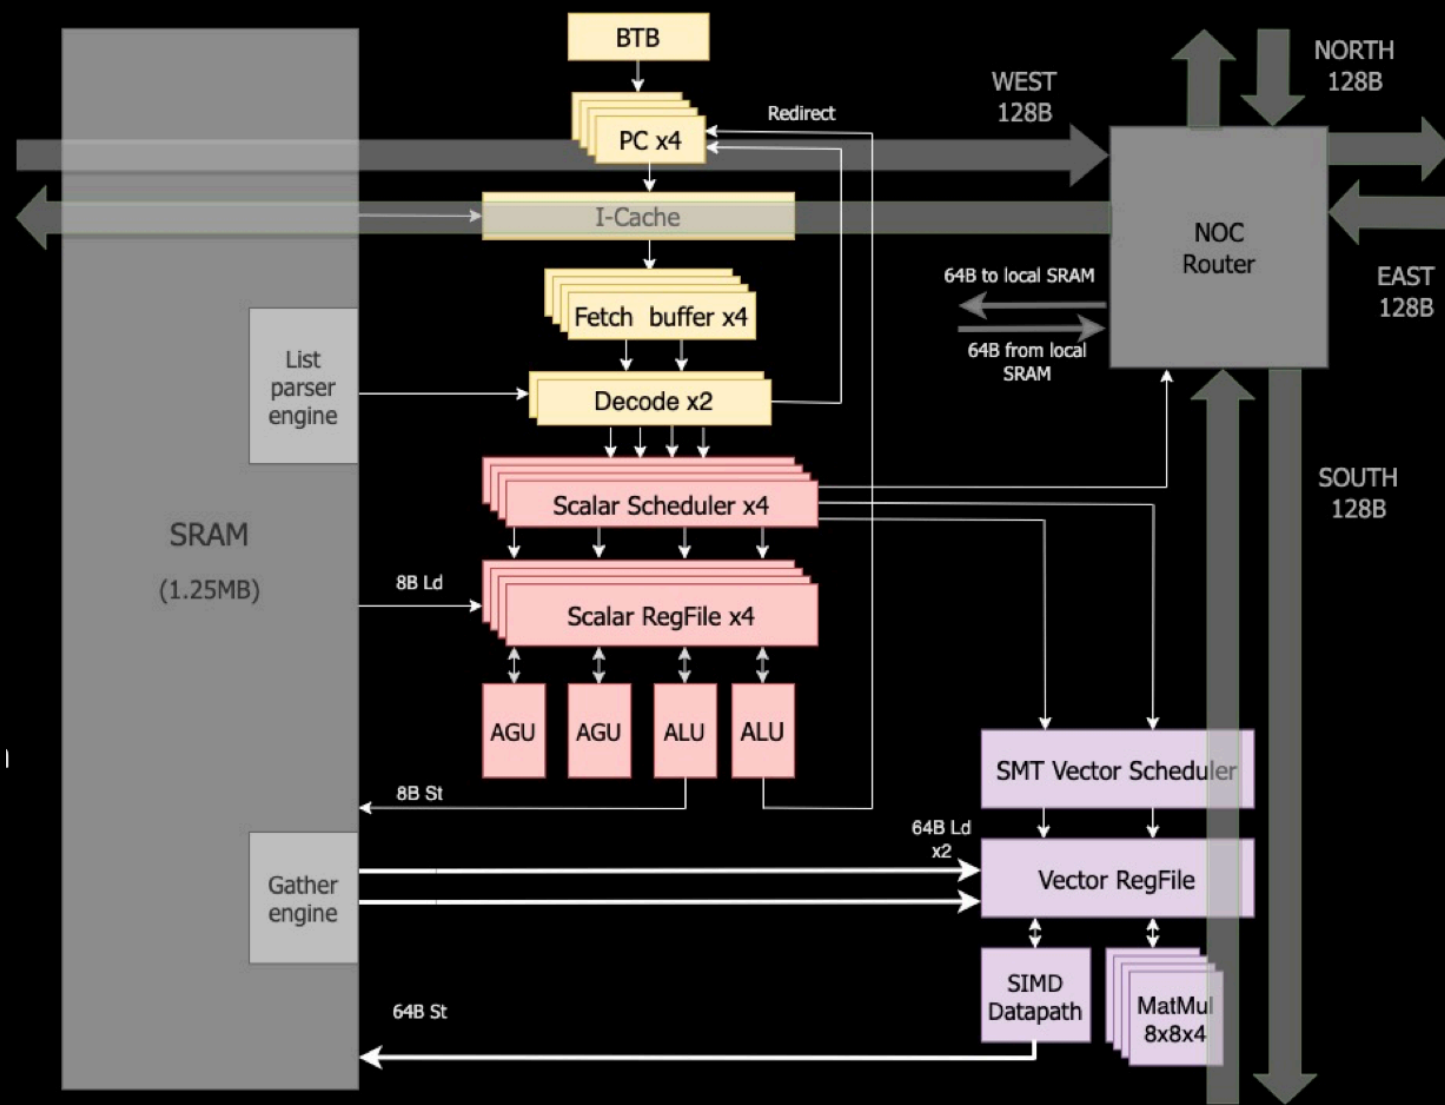 BTB
NORTH
128B
WEST
128B
Redirect
PC x4
I-Cache
NOC
Router
64B to local SRAM
EAST
128B
Fetch buffer x4
64B from local
SRAM
List
parser
engine
Decode x2
SOUTH
128B
Scalar Scheduler x4
SRAM
(1.25MB)
8B Ld
Scalar RegFile x4
AGU
AGU
ALU
ALU
SMT Vector Scheduler
8B St
64B Ld
x2
Gather
engine
Vector RegFile
SIMD
Datapath
MatMul
8x8x4
64B St